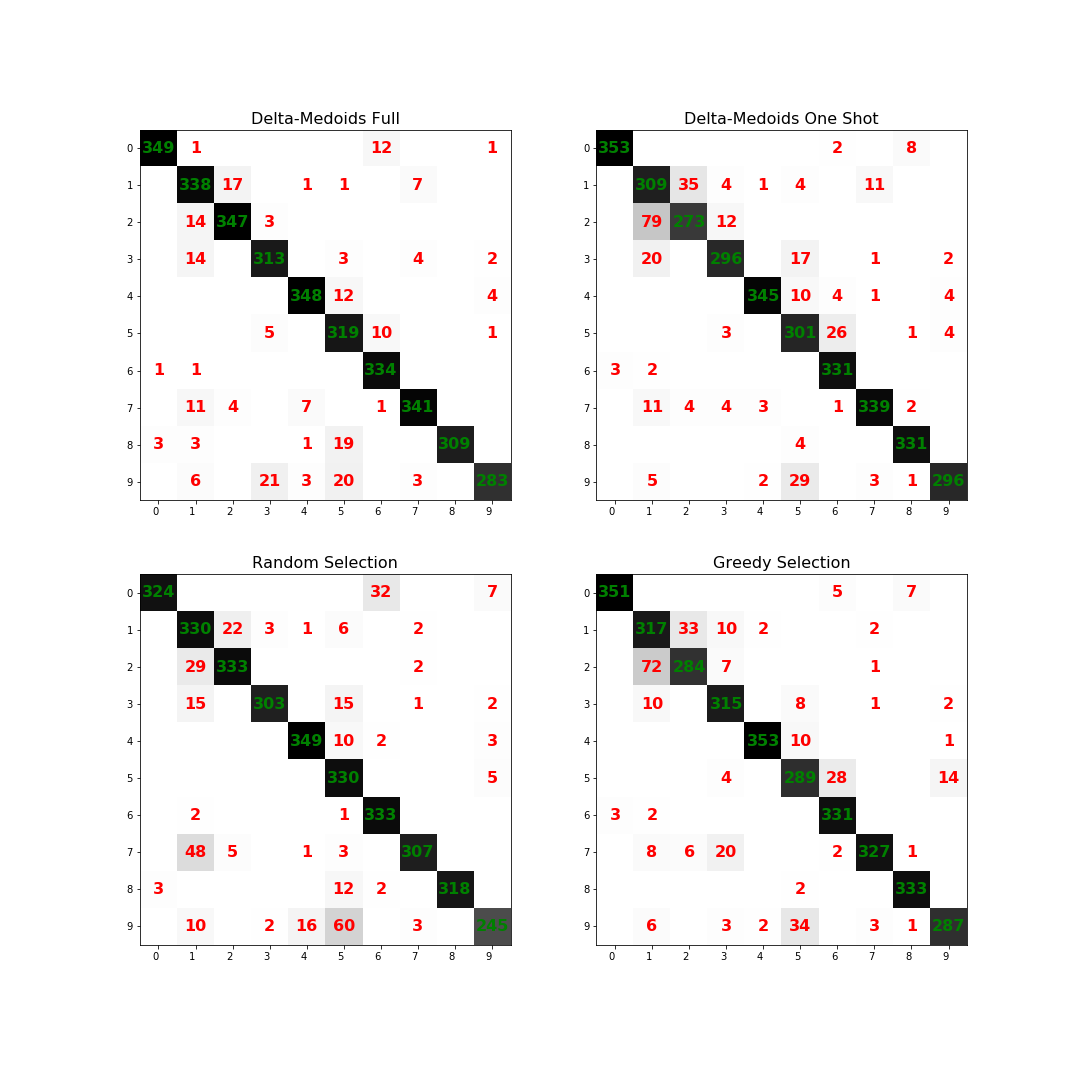 Delta-Medoids Full
0 349 1 12 1
1 338 17 1 1 7
2 14 347 3
3 14 313 3 4 2
4 348 12 4
5 5 319 10 1
6 1 1 334
7 11 4 7 1 341
8 3 3 1 19 309
9 6 21 3 20 3 283
0 1 2 3 4 5 6 7 8 9
Delta-Medoids One Shot
0 353 2 8
1 309 35 4 1 4 11
2 79 273 12
3 20 296 17 1 2
4 345 10 4 1 4
5 3 301 26 1 4
6 3 2 331
7 11 4 4 3 1 339 2
8 4 331
9 5 2 29 3 1 296
0 1 2 3 4 5 6 7 8 9
Random Selection
0 324 32 7
1 330 22 3 1 6 2
2 29 333 2
3 15 303 15 1 2
4 349 10 2 3
5 330 5
6 2 1 333
7 48 5 1 3 307
8 3 12 2 318
9 10 2 16 60 3 245
0 1 2 3 4 5 6 7 8 9
Greedy Selection
0 351 5 7
1 317 33 10 2 2
2 72 284 7 1
3 10 315 8 1 2
4 353 10 1
5 4 289 28 14
6 3 2 331
7 8 6 20 2 327 1
8 2 333
9 6 3 2 34 3 1 287
0 1 2 3 4 5 6 7 8 9